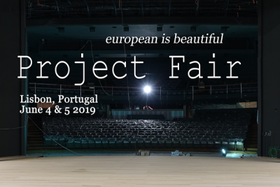 european is beautiful
Project Fair
Lisbon, Portugal
June 4 & 5 2019